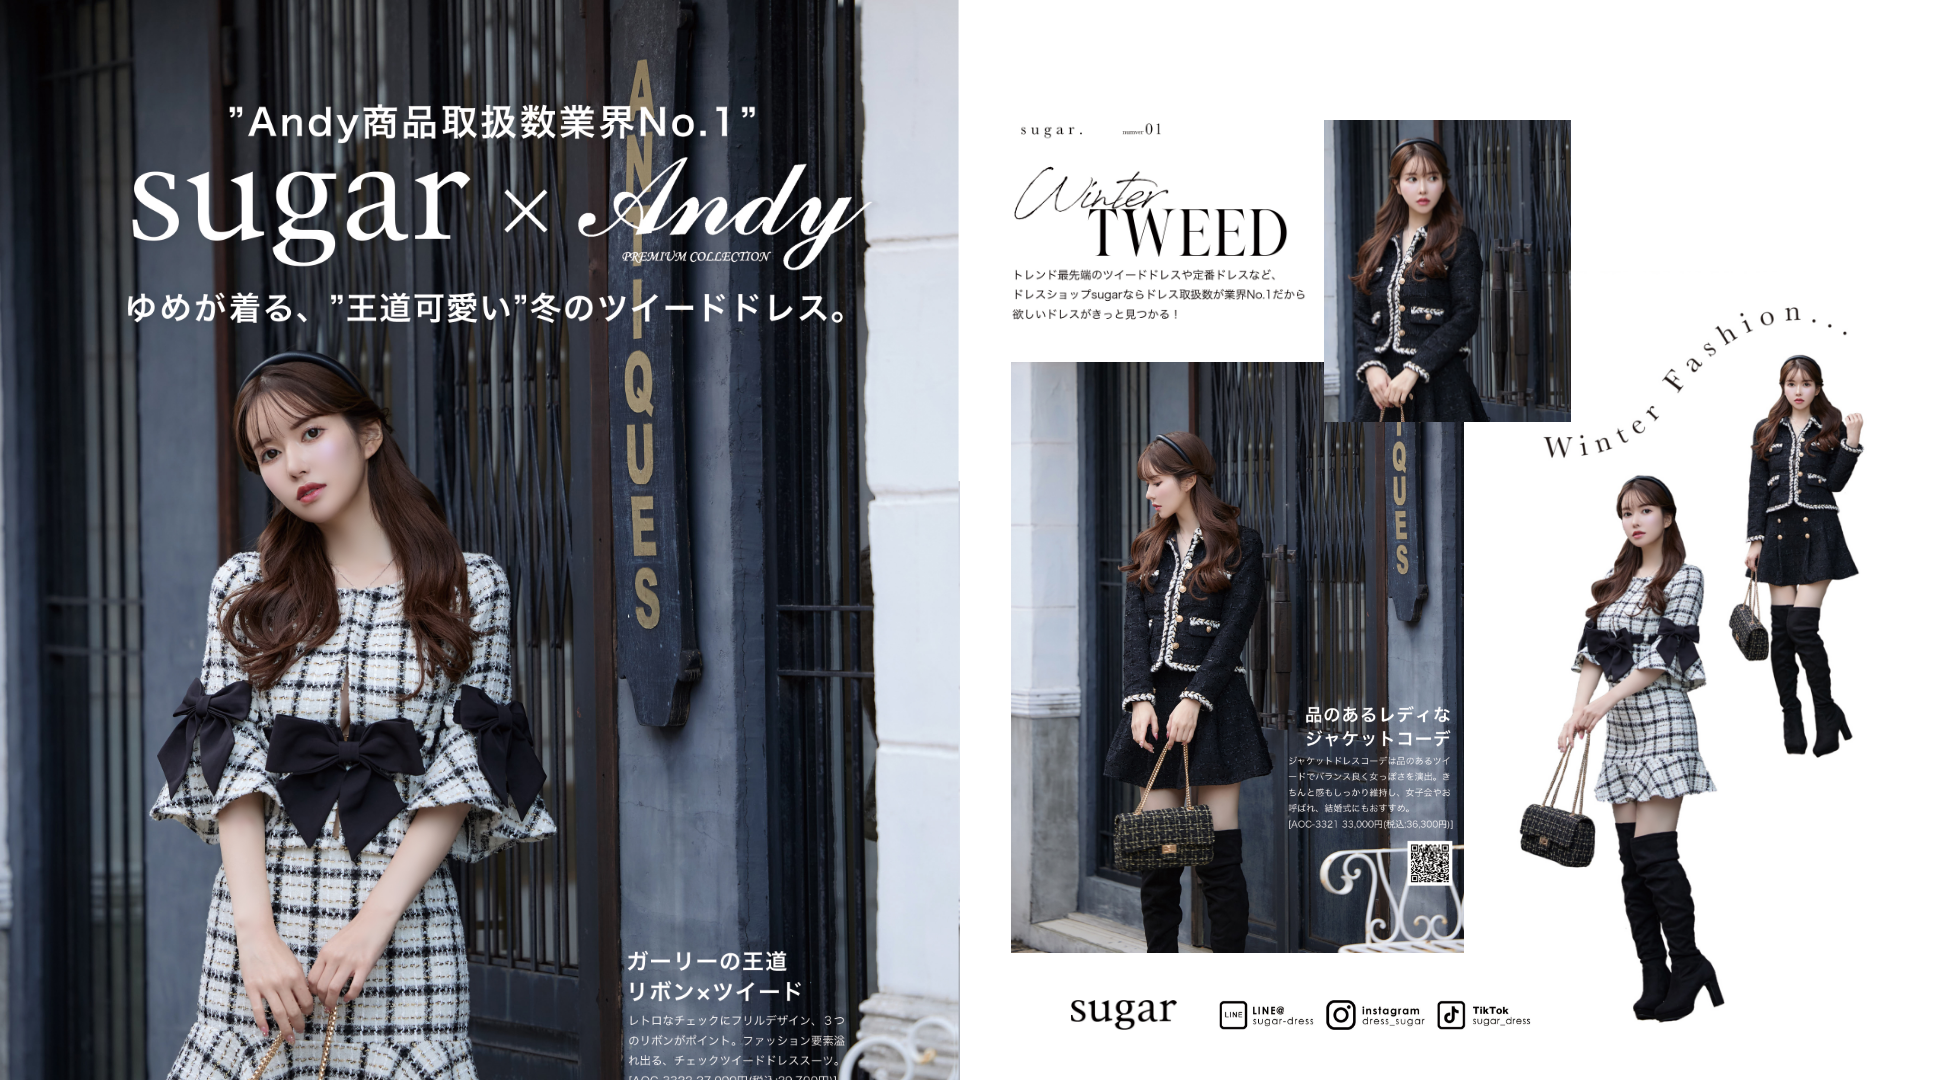 ANTIQUES
”Andy商品取扱数業界No.1”
sugar × Andy
PREMIUM COLLECTION
ゆめが着る、”王道可愛い”冬のツイードドレス。
ガーリーの王道
リボン×ツイード
レトロなチェックにフリルデザイン、３つ
のリボンがポイント。ファッション要素溢
れ出る、チェックツイードドレススーツ。
sugar. numver01
Winter
TWEED
トレンド最先端のツイードドレスや定番ドレスなど、
ドレスショップsugarならドレス取扱数が業界No.1だから
欲しいドレスがきっと見つかる！
IQUES
品のあるレディな
ジャケットコーデ
ジャケットドレスコーデは品のあるツイ
ードでバランス良く女っぽさを演出。き
ちんと感もしっかり維持し、女子会やお
呼ばれ、結婚式にもおすすめ。
[AOC-3321 33,000円(税込:36,300円)]
Winter Fashion...
sugar
LINE
LINE@
sugar-dress
instagram
dress_sugar
TikTok
sugar_dress